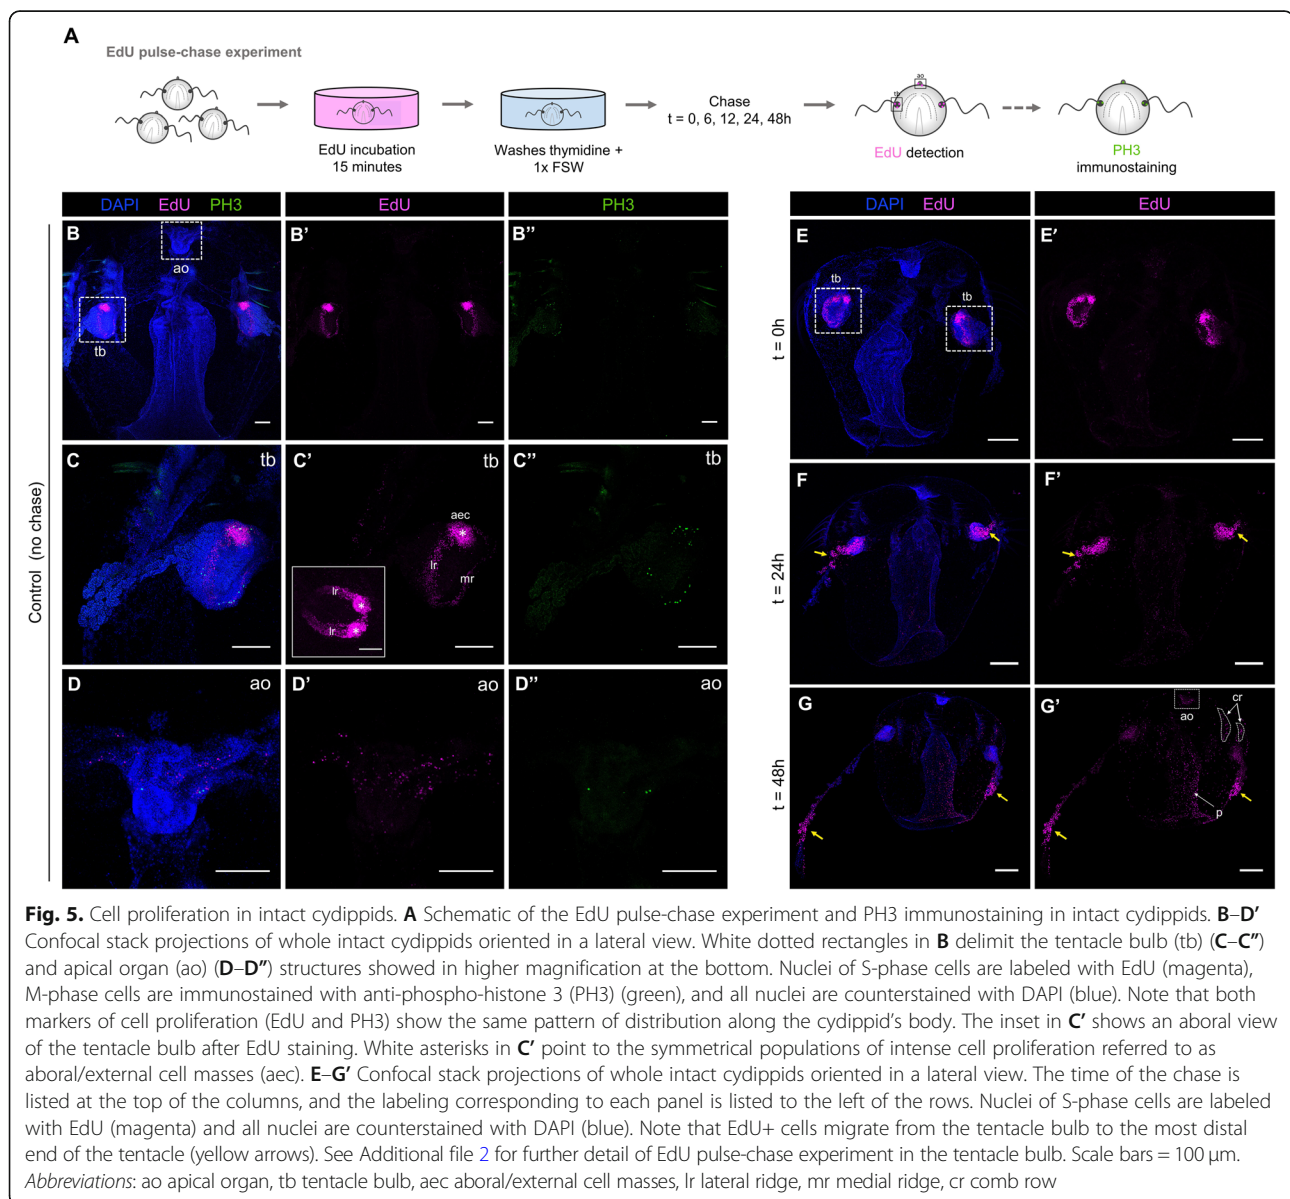 A
EdU pulse-chase experiment
EdU incubation
15 minutes
Washes thymidine +
1x FSW
Chase
t = 0, 6, 12, 24, 48h
ao
tb
EdU detection
PH3
immunostaining
DAPI EdU PH3
EdU
PH3
DAPI EdU
EdU
Control (no chase)
B
ao
tb
B'
B''
C
tb
C'
tb
aec
*
lr
mr
lr
*
lr
*
C''
tb
D
ao
D'
ao
D''
ao
t = 0h
E
tb
tb
E'
t = 24h
F
F'
t = 48h
G
G'
ao
cr
p
Fig. 5. Cell proliferation in intact cydippids. A Schematic of the EdU pulse-chase experiment and PH3 immunostaining in intact cydippids. B–D′
Confocal stack projections of whole intact cydippids oriented in a lateral view. White dotted rectangles in B delimit the tentacle bulb (tb) (C–C″)
and apical organ (ao) (D–D″) structures showed in higher magnification at the bottom. Nuclei of S-phase cells are labeled with EdU (magenta),
M-phase cells are immunostained with anti-phospho-histone 3 (PH3) (green), and all nuclei are counterstained with DAPI (blue). Note that both
markers of cell proliferation (EdU and PH3) show the same pattern of distribution along the cydippid's body. The inset in C′ shows an aboral view
of the tentacle bulb after EdU staining. White asterisks in C′ point to the symmetrical populations of intense cell proliferation referred to as
aboral/external cell masses (aec). E–G′ Confocal stack projections of whole intact cydippids oriented in a lateral view. The time of the chase is
listed at the top of the columns, and the labeling corresponding to each panel is listed to the left of the rows. Nuclei of S-phase cells are labeled
with EdU (magenta) and all nuclei are counterstained with DAPI (blue). Note that EdU+ cells migrate from the tentacle bulb to the most distal
end of the tentacle (yellow arrows). See Additional file 2 for further detail of EdU pulse-chase experiment in the tentacle bulb. Scale bars = 100 μm.
Abbreviations: ao apical organ, tb tentacle bulb, aec aboral/external cell masses, lr lateral ridge, mr medial ridge, cr comb row